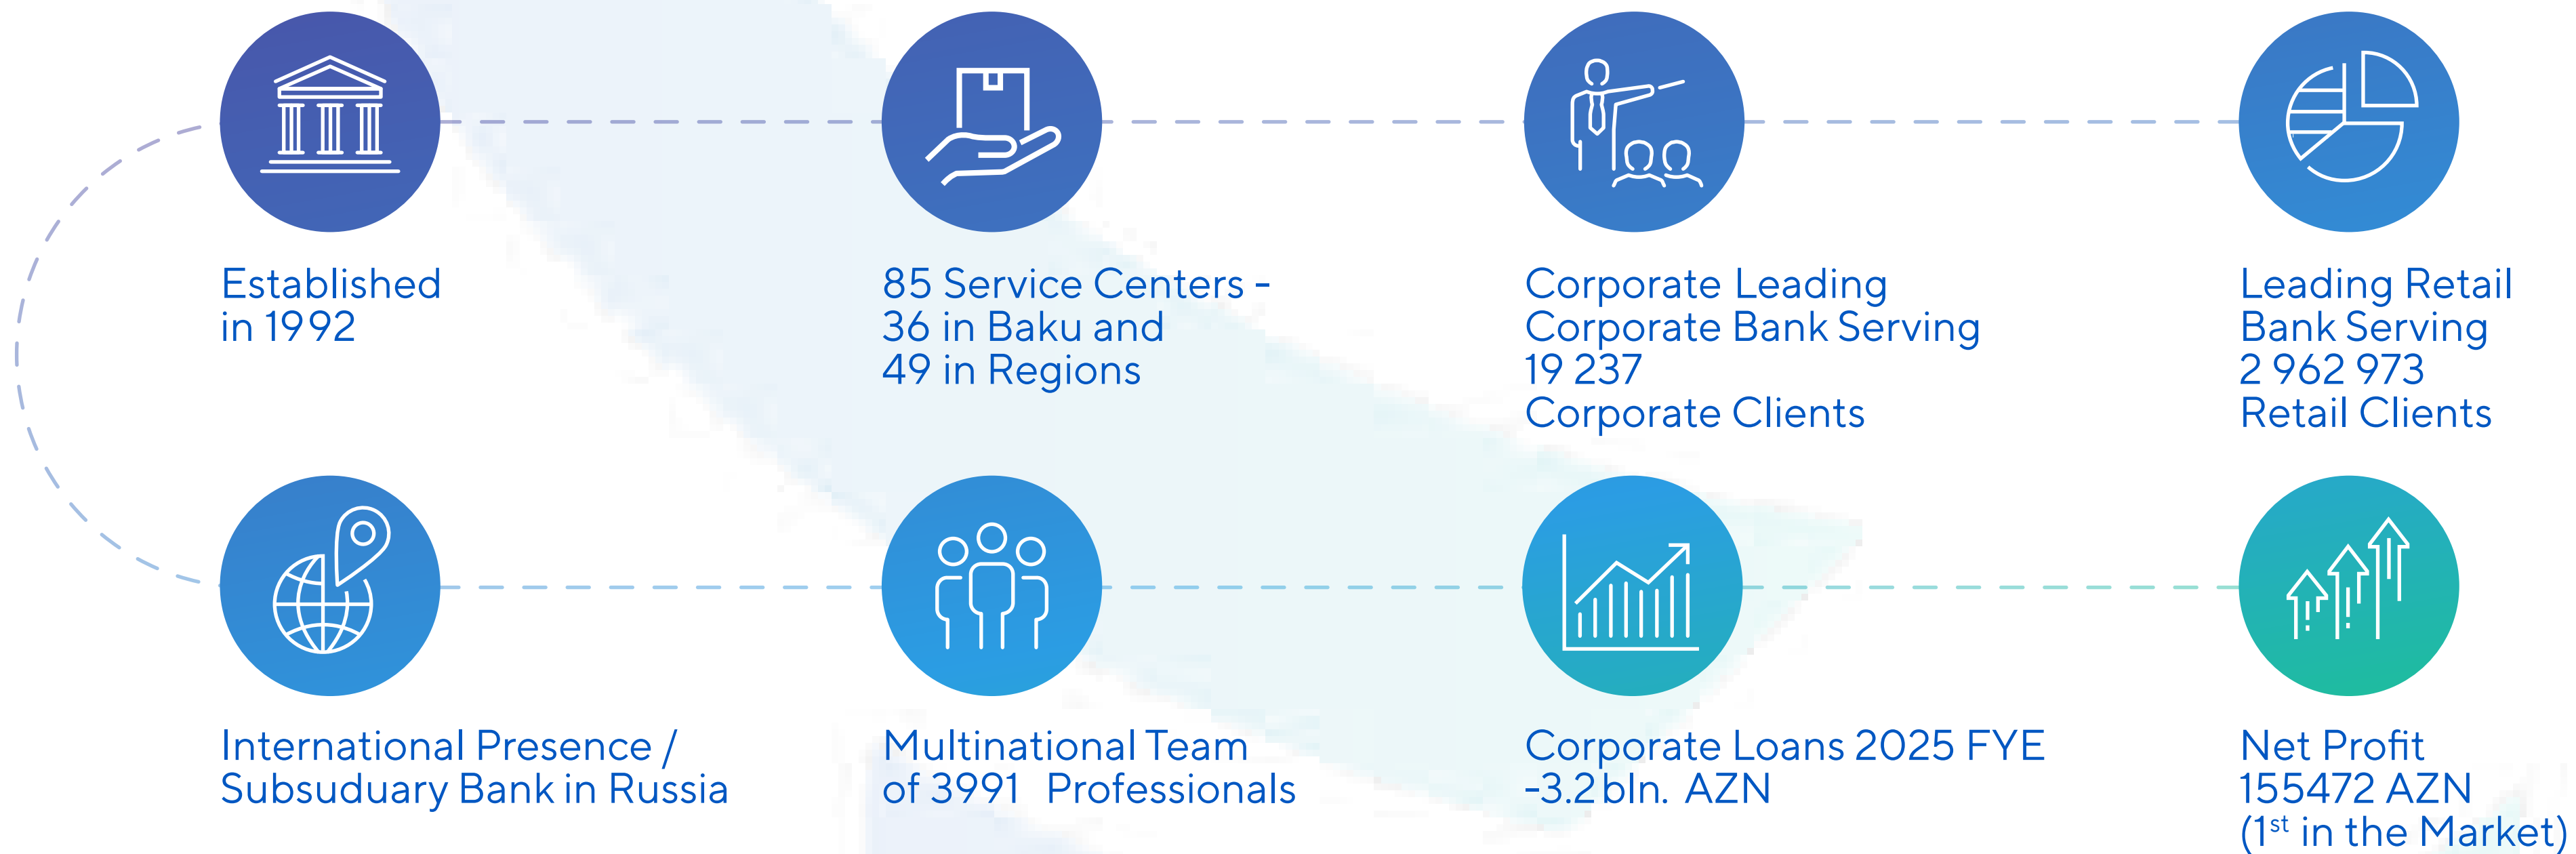 Established
in 1992
85 Service Centers -
36 in Baku and
49 in Regions
Corporate Leading
Corporate Bank Serving
19 237
Corporate Clients
Leading Retail
Bank Serving
2 962 973
Retail Clients
International Presence /
Subsuduary Bank in Russia
Multinational Team
of 3991 Professionals
Corporate Loans 2025 FYE
-3.2bln. AZN
Net Profit
155472 AZN
(1st in the Market)